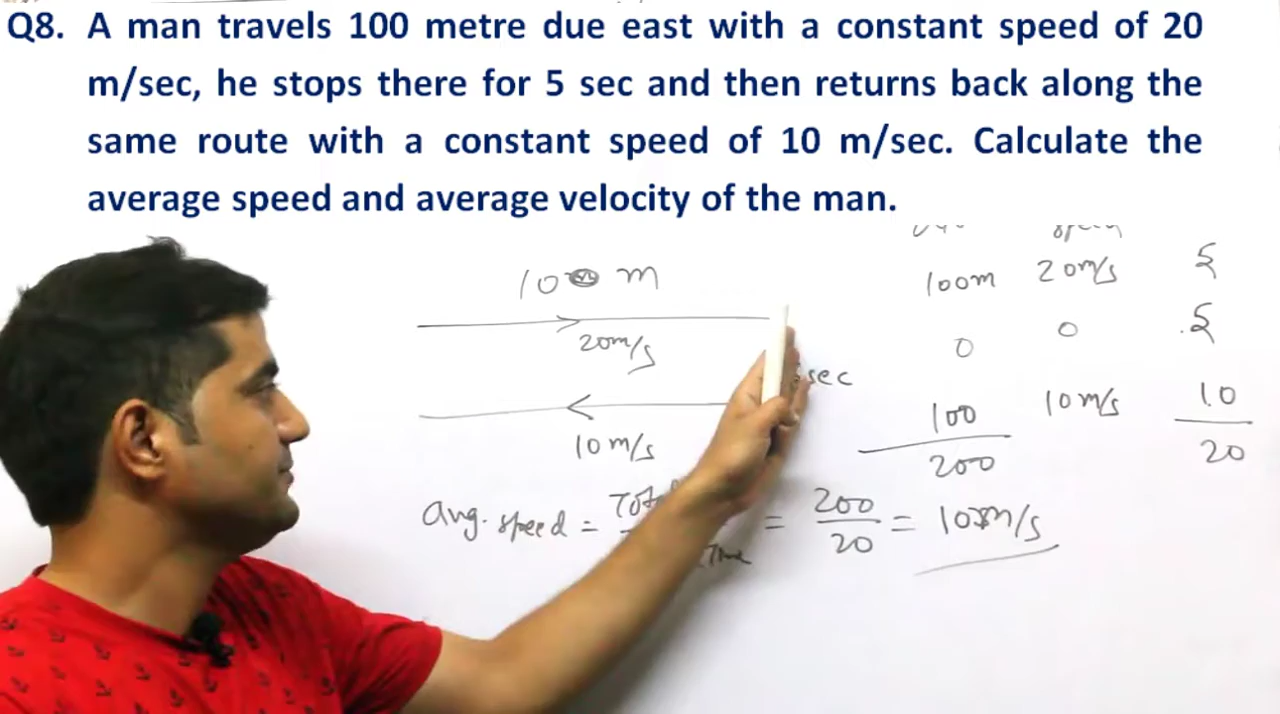 Q8. A man travels 100 metre due east with a constant speed of 20
m/sec, he stops there for 5 sec and then returns back along the
same route with a constant speed of 10 m/sec. Calculate the
average speed and average velocity of the man.
100 m
20m/s
sec
10m/s
100m 20m/s 5
0 0 5
100 10m/s 10
200 20
avg. speed = = 200/20 = 10m/s